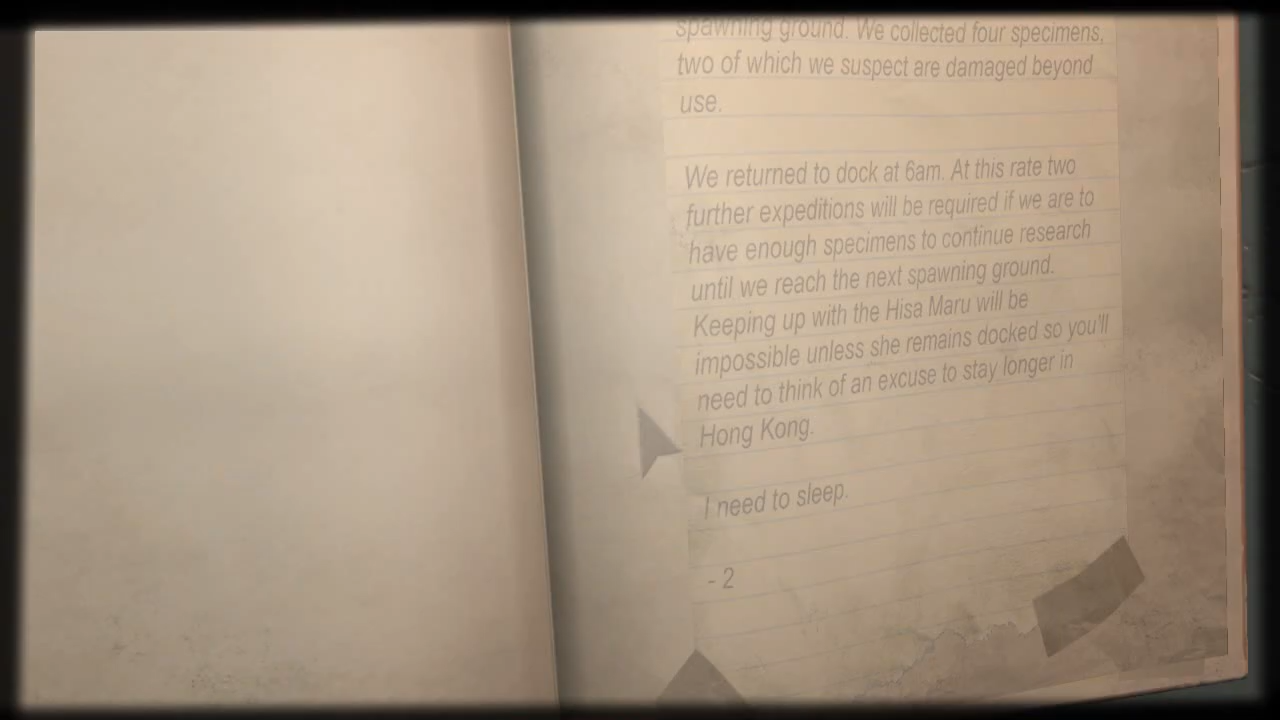 spawning ground. We collected four specimens,
two of which we suspect are damaged beyond
use.
We returned to dock at 6am. At this rate two
further expeditions will be required if we are to
have enough specimens to continue research
until we reach the next spawning ground.
Keeping up with the Hisa Maru will be
impossible unless she remains docked so you'll
need to think of an excuse to stay longer in
Hong Kong.
I need to sleep.
- 2